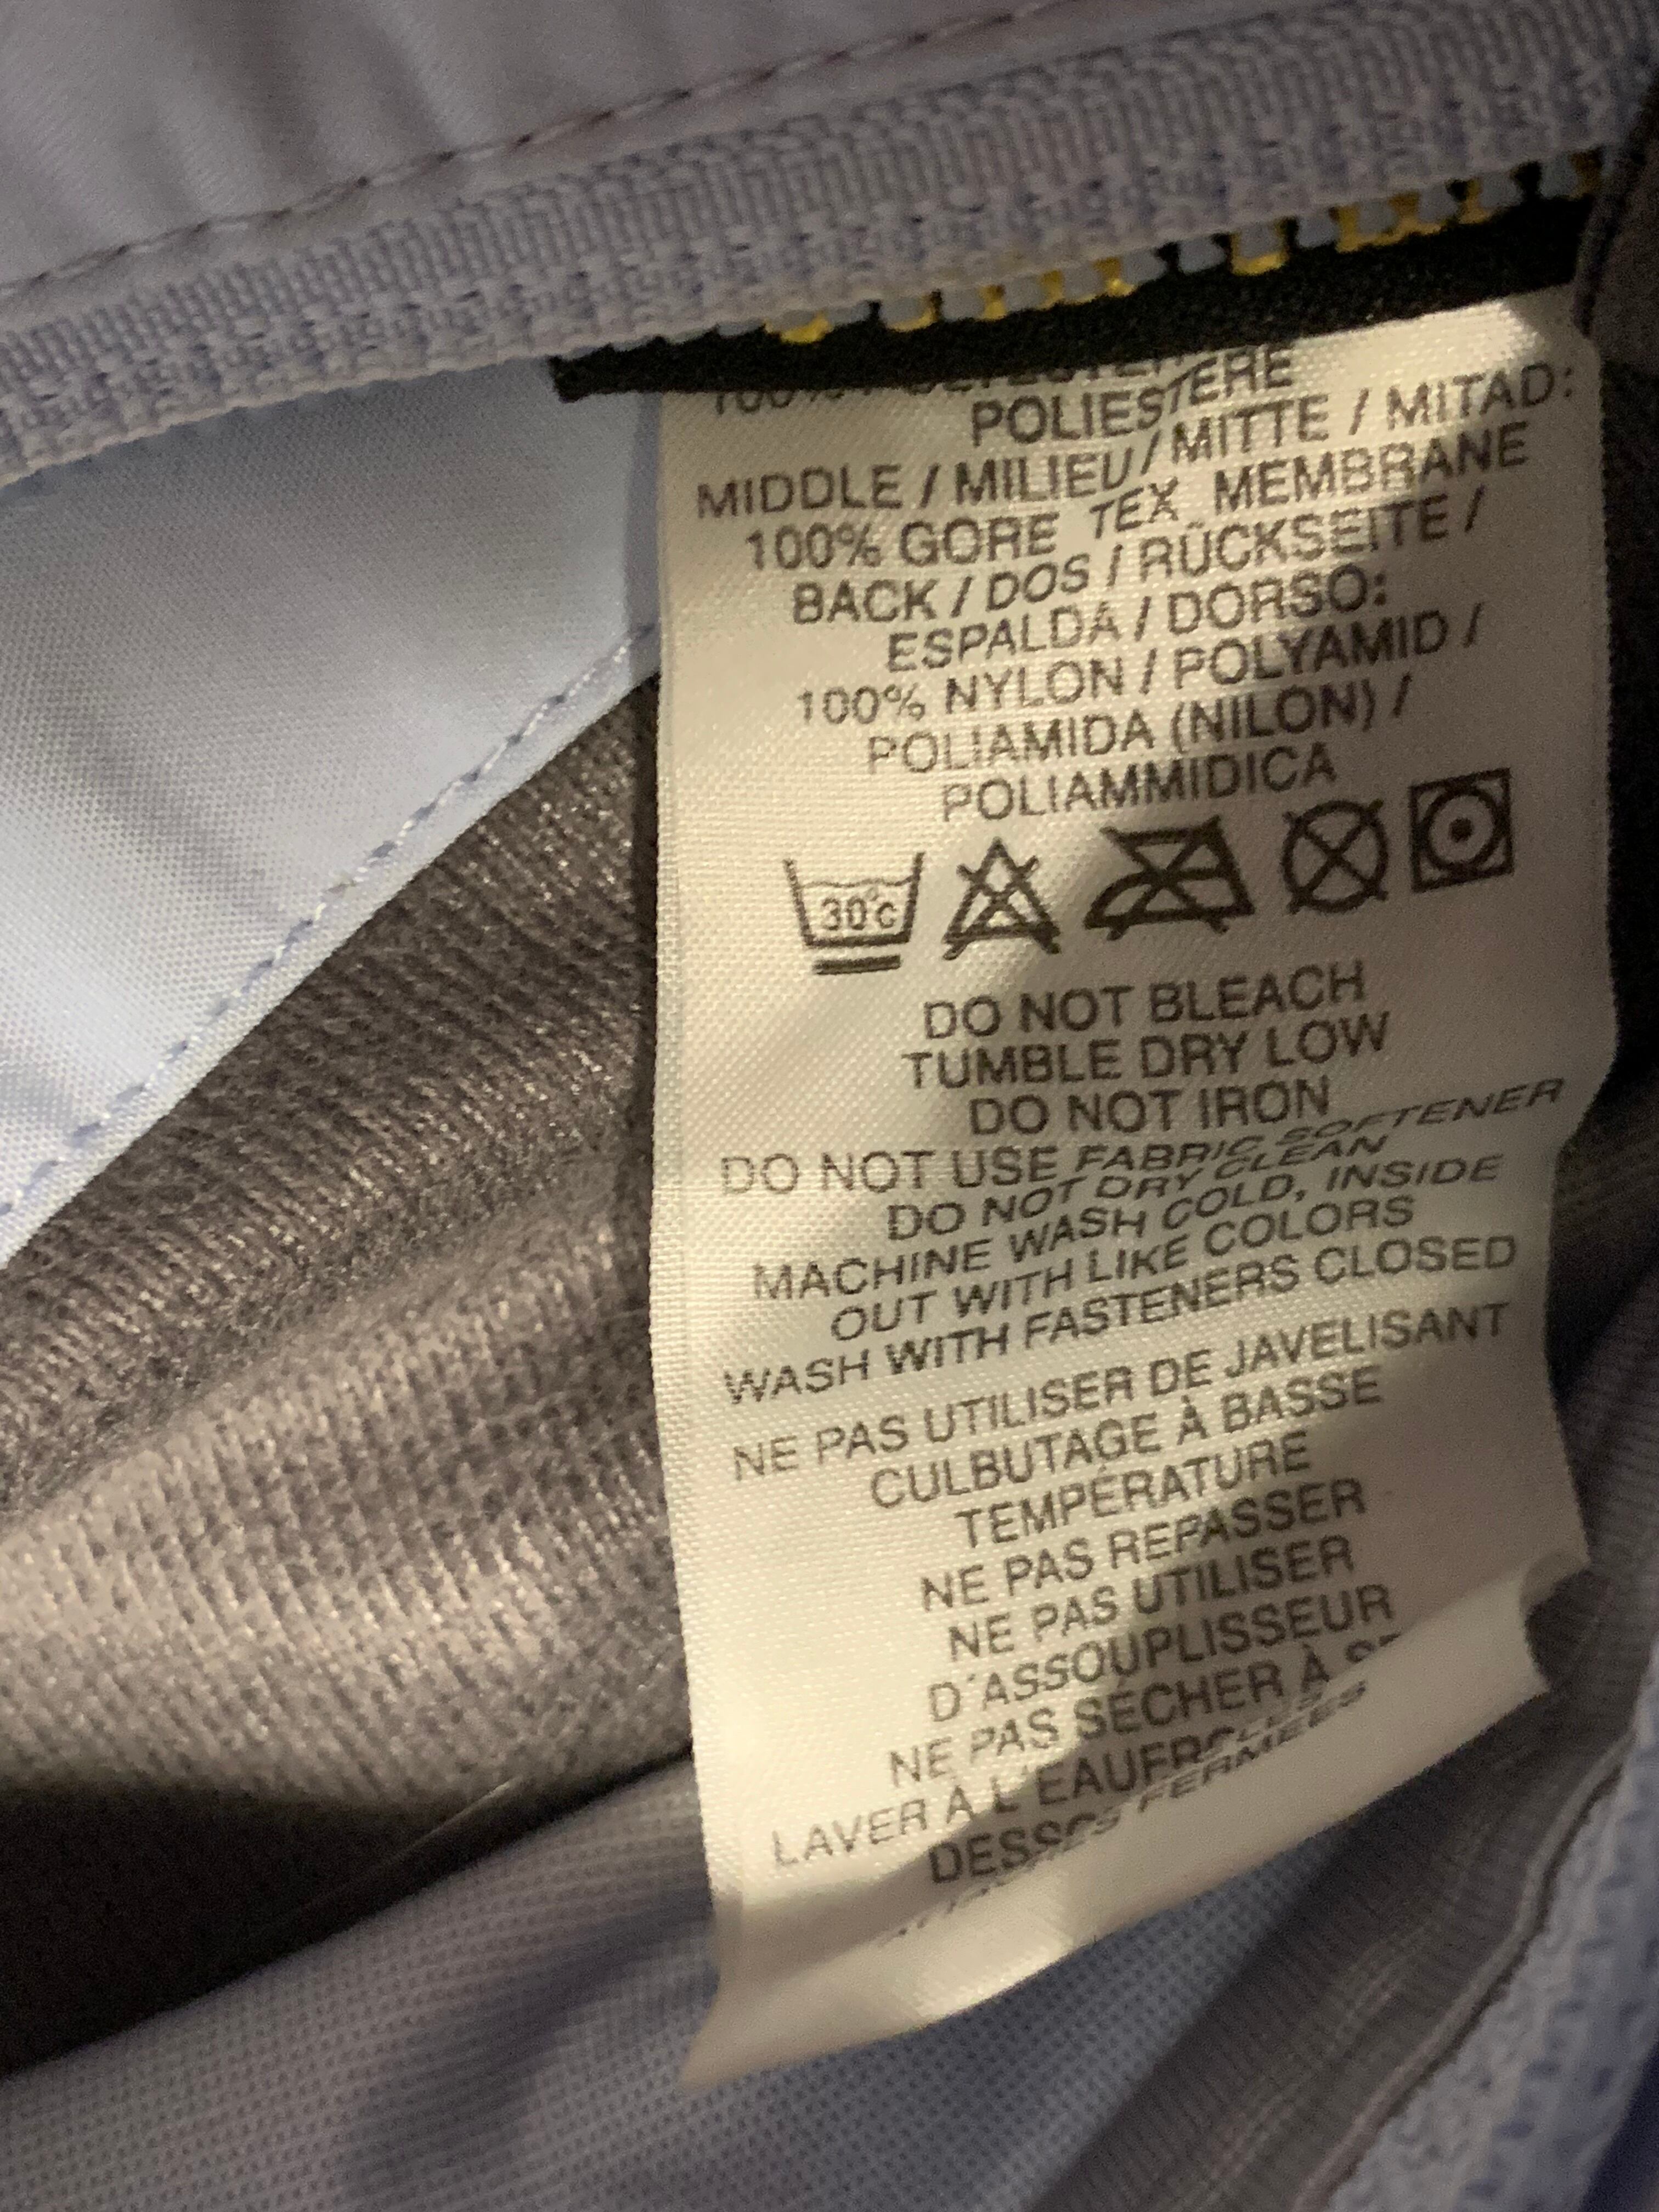 100%
POLIESTERE
MIDDLE / MILIEU / MITTE / MITAD:
100% GORE TEX MEMBRANE
BACK / DOS / RÜCKSEITE /
ESPALDA / DORSO:
100% NYLON / POLYAMID /
POLIAMIDA (NILON) /
POLIAMMIDICA
30°C
DO NOT BLEACH
TUMBLE DRY LOW
DO NOT IRON
DO NOT USE FABRIC SOFTENER
DO NOT DRY CLEAN
MACHINE WASH COLD, INSIDE
OUT WITH LIKE COLORS
WASH WITH FASTENERS CLOSED
NE PAS UTILISER DE JAVELISANT
CULBUTAGE À BASSE
TEMPÉRATURE
NE PAS REPASSER
NE PAS UTILISER
D'ASSOUPLISSEUR
NE PAS SÉCHER À
LAVER À L'EAU
FERMÉES